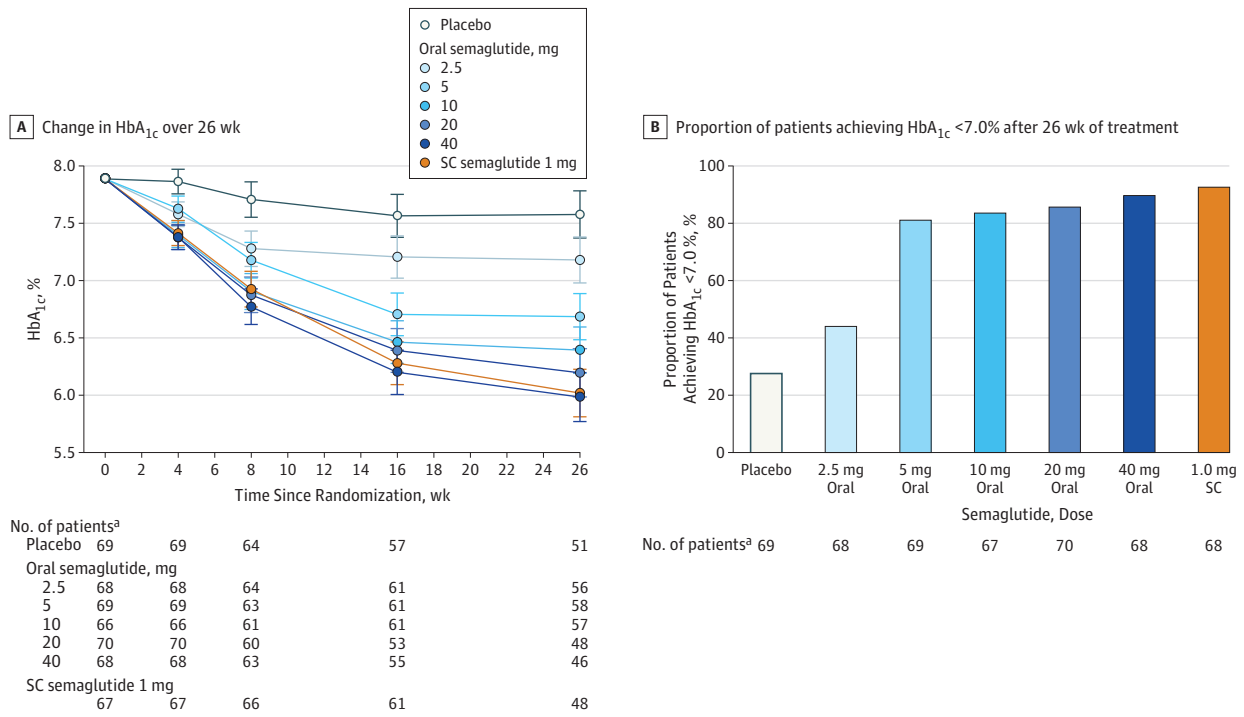 Placebo
Oral semaglutide, mg
2.5
5
10
20
40
SC semaglutide 1 mg
A Change in HbA1c over 26 wk
8.0
7.5
7.0
6.5
6.0
5.5
HbA1c, %
0 2 4 6 8 10 12 14 16 18 20 22 24 26
Time Since Randomization, wk
No. of patientsa
Placebo 69 69 64 57 51
Oral semaglutide, mg
2.5 68 68 64 61 56
5 69 69 63 61 58
10 66 66 61 61 57
20 70 70 60 53 48
40 68 68 63 55 46
SC semaglutide 1 mg
67 67 66 61 48
B Proportion of patients achieving HbA1c <7.0% after 26 wk of treatment
100
80
60
40
20
0
Proportion of Patients
Achieving HbA1c <7.0 %, %
Placebo 2.5 mg 5 mg 10 mg 20 mg 40 mg 1.0 mg
Oral Oral Oral Oral Oral SC
Semaglutide, Dose
No. of patientsa 69 68 69 67 70 68 68